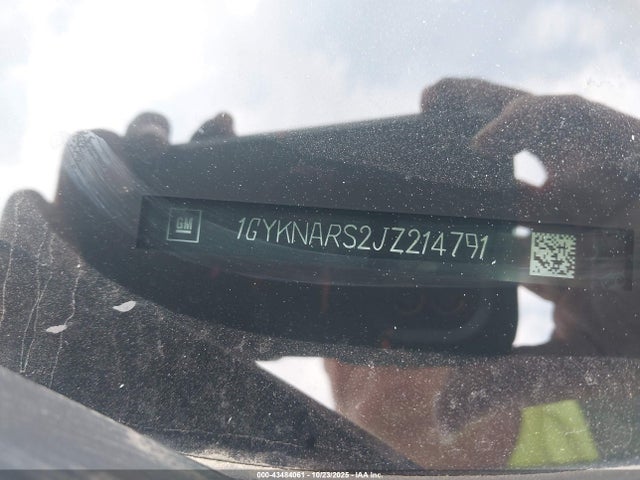 GM 1GYKNARS2JZ214791
000-43484061 - 10/23/2025 - IAA Inc.